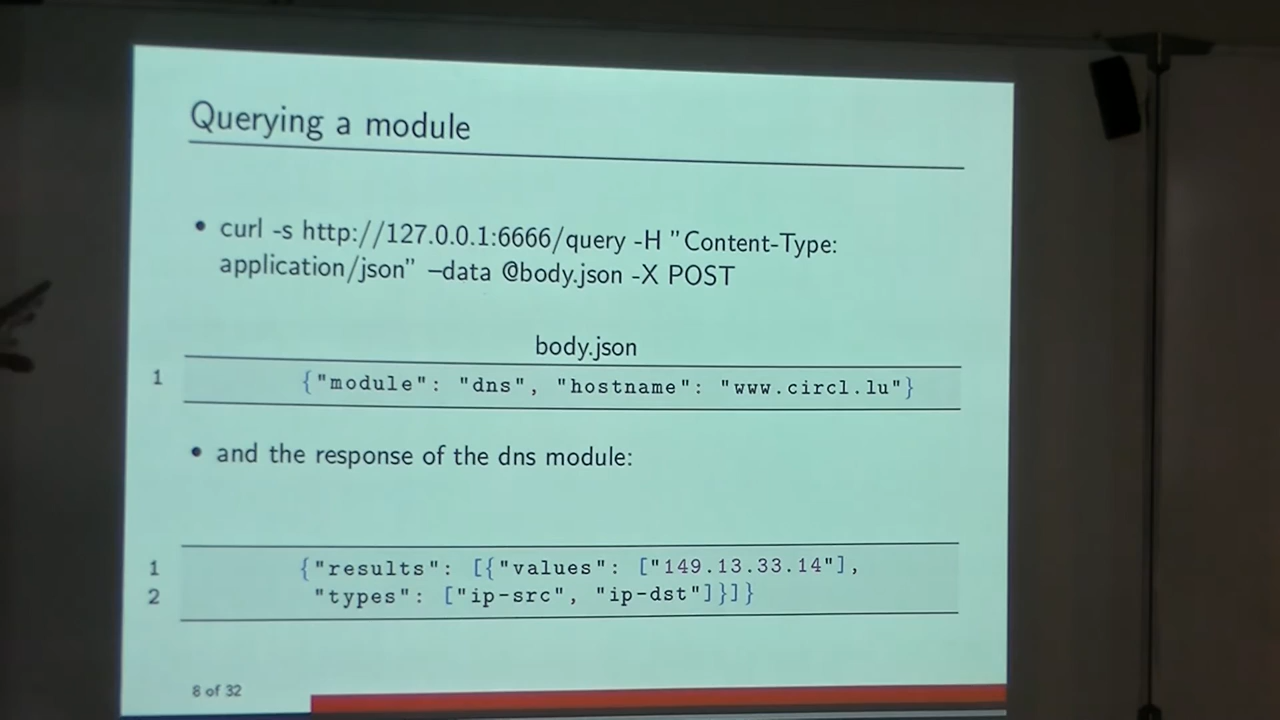 Querying a module
• curl -s http://127.0.0.1:6666/query -H "Content-Type:
application/json" –data @body.json -X POST
body.json
1 {"module": "dns", "hostname": "www.circl.lu"}
• and the response of the dns module:
1 {"results": [{"values": ["149.13.33.14"],
2 "types": ["ip-src", "ip-dst"]}]}
8 of 32